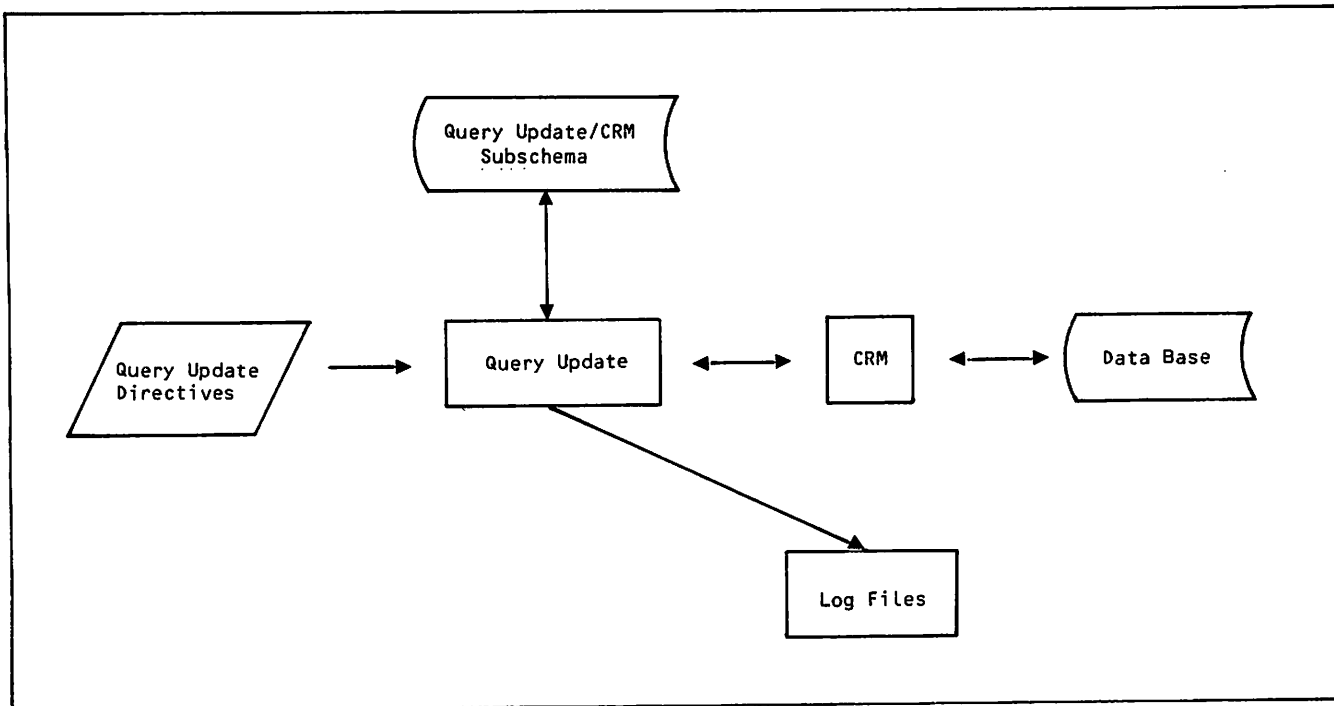 Query Update/CRM
Subschema
Query Update
Directives
Query Update
CRM
Data Base
Log Files